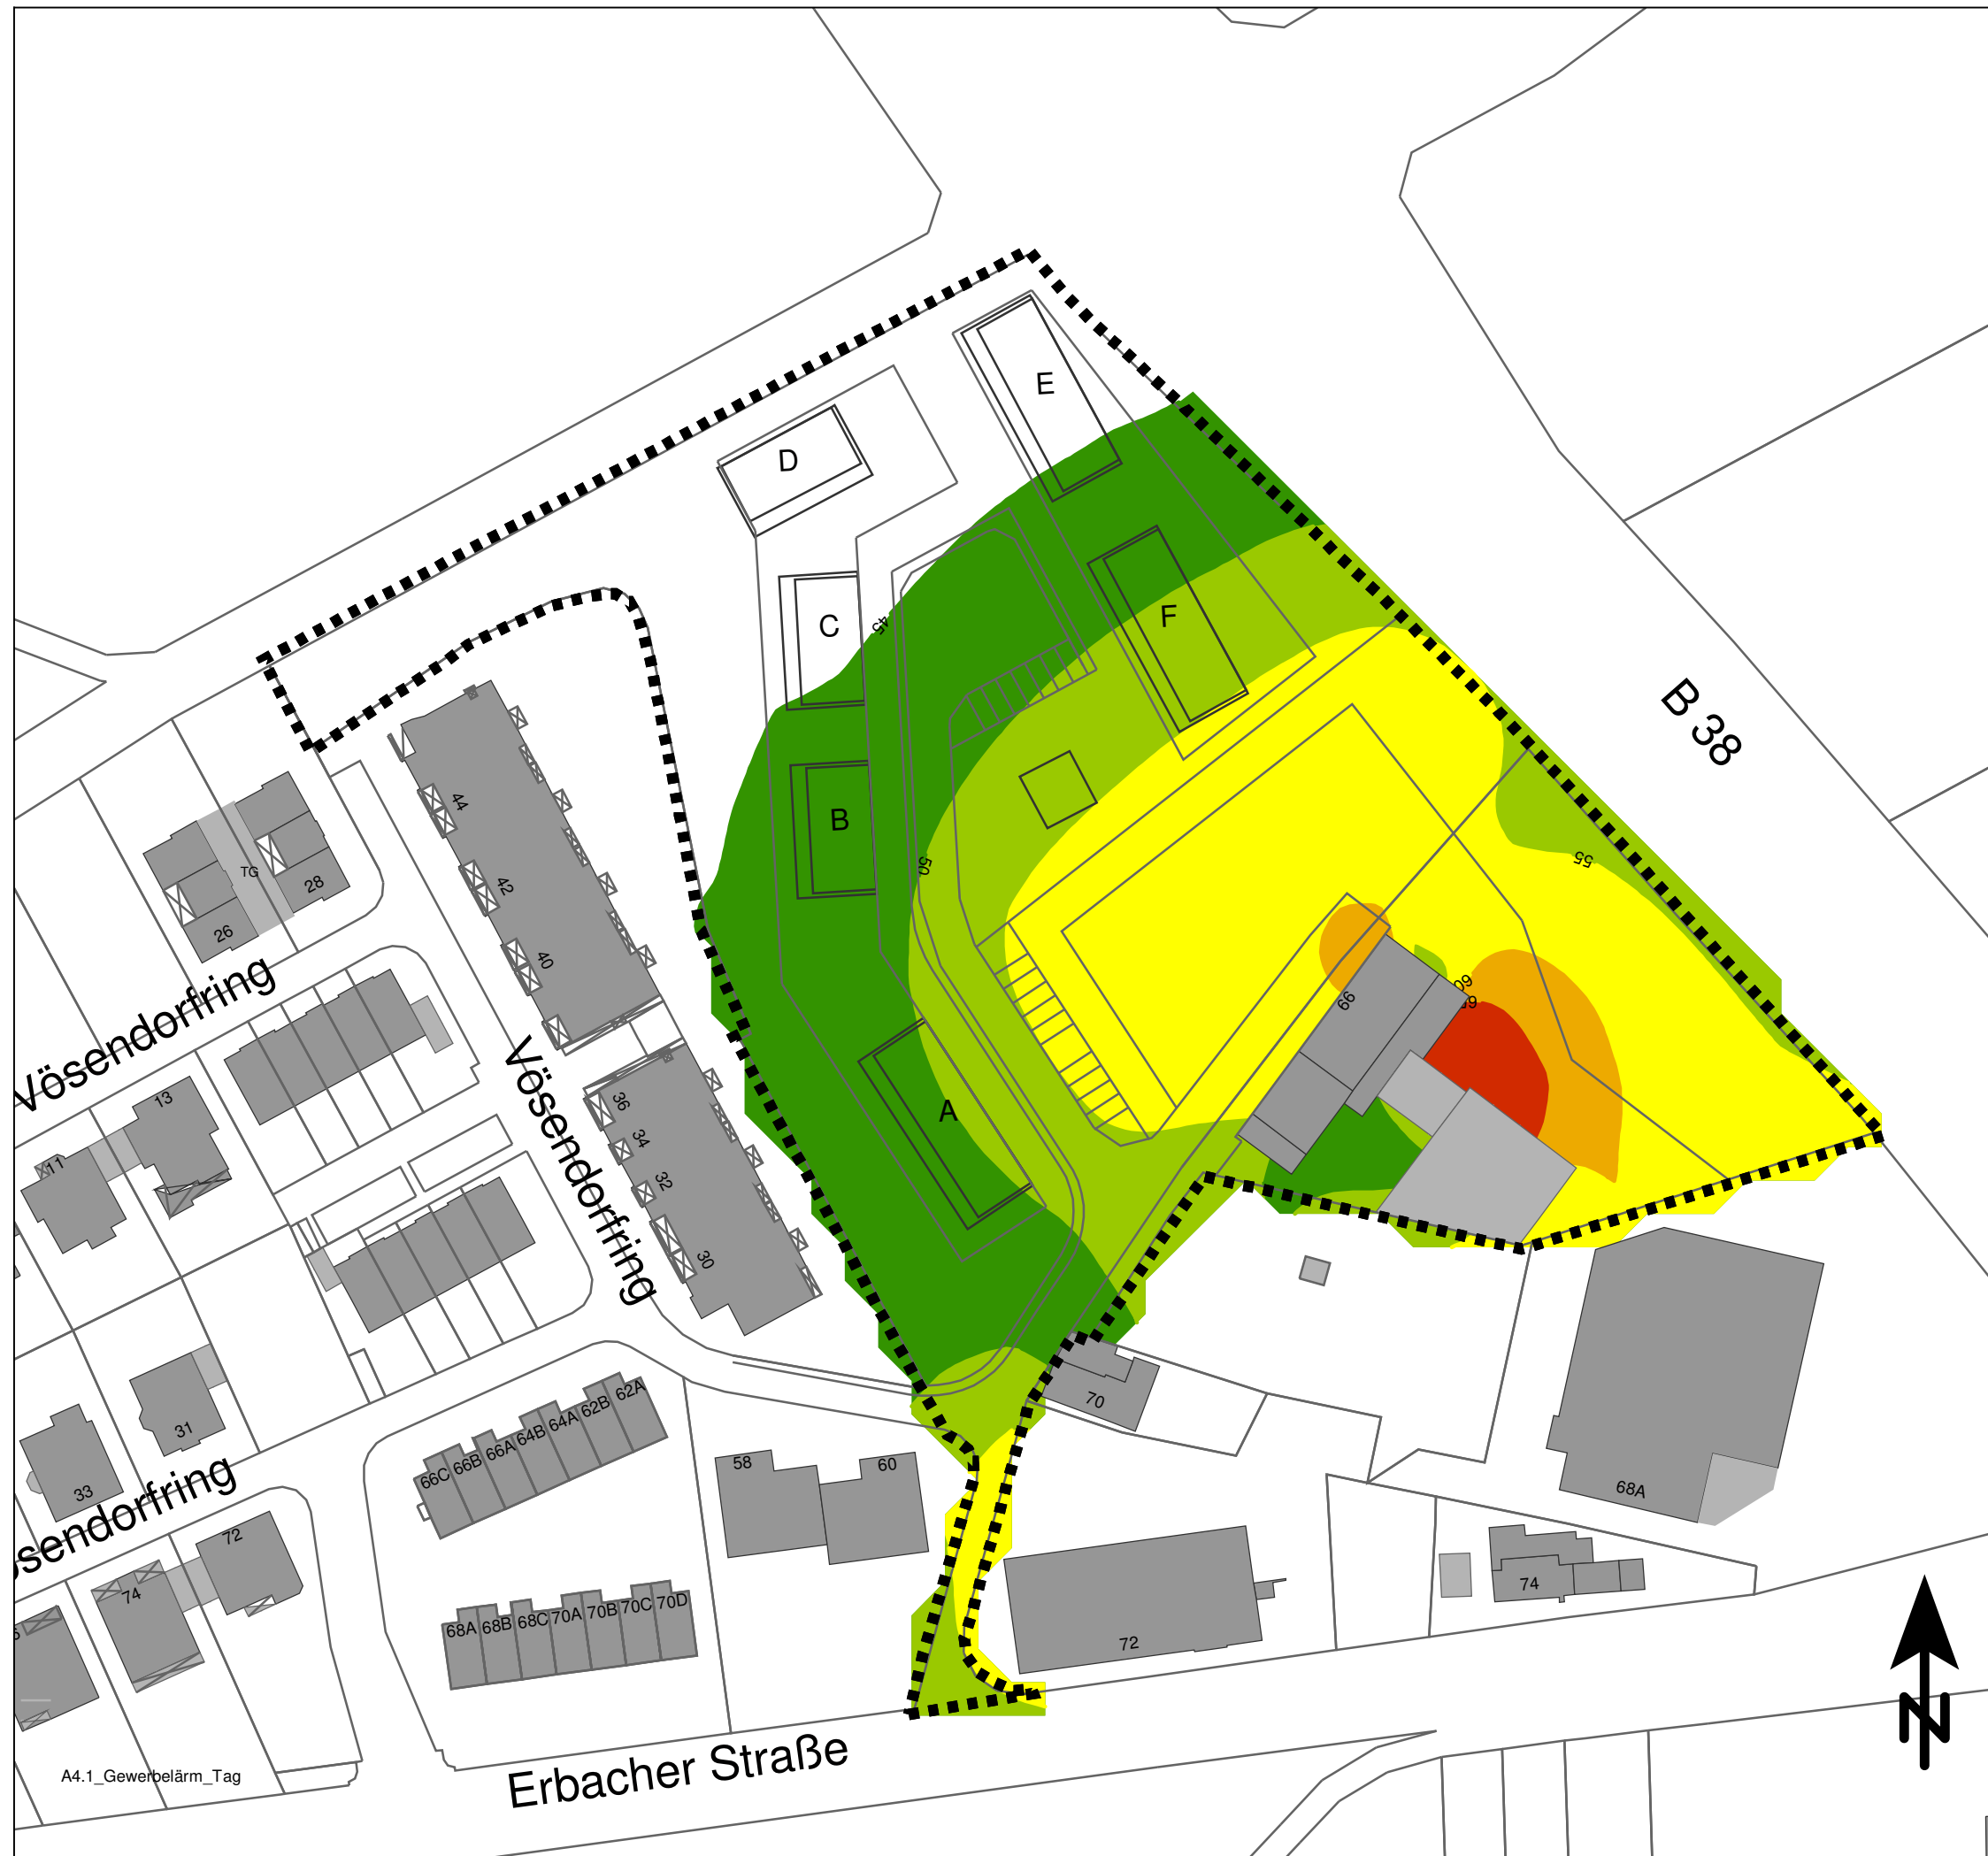 E
D
C
45
F
B 38
B
50
55
44
42
40
TG
28
26
Vösendorfring
60
66
A
13
11
36
34
32
30
Vösendorfring
62A
62B
64A
64B
66A
66B
66C
31
33
sendorfring
58
60
70
68A
72
74
68A
68B
68C
70A
70B
70C
70D
72
74
Erbacher Straße
A4.1_Gewerbelärm_Tag
N